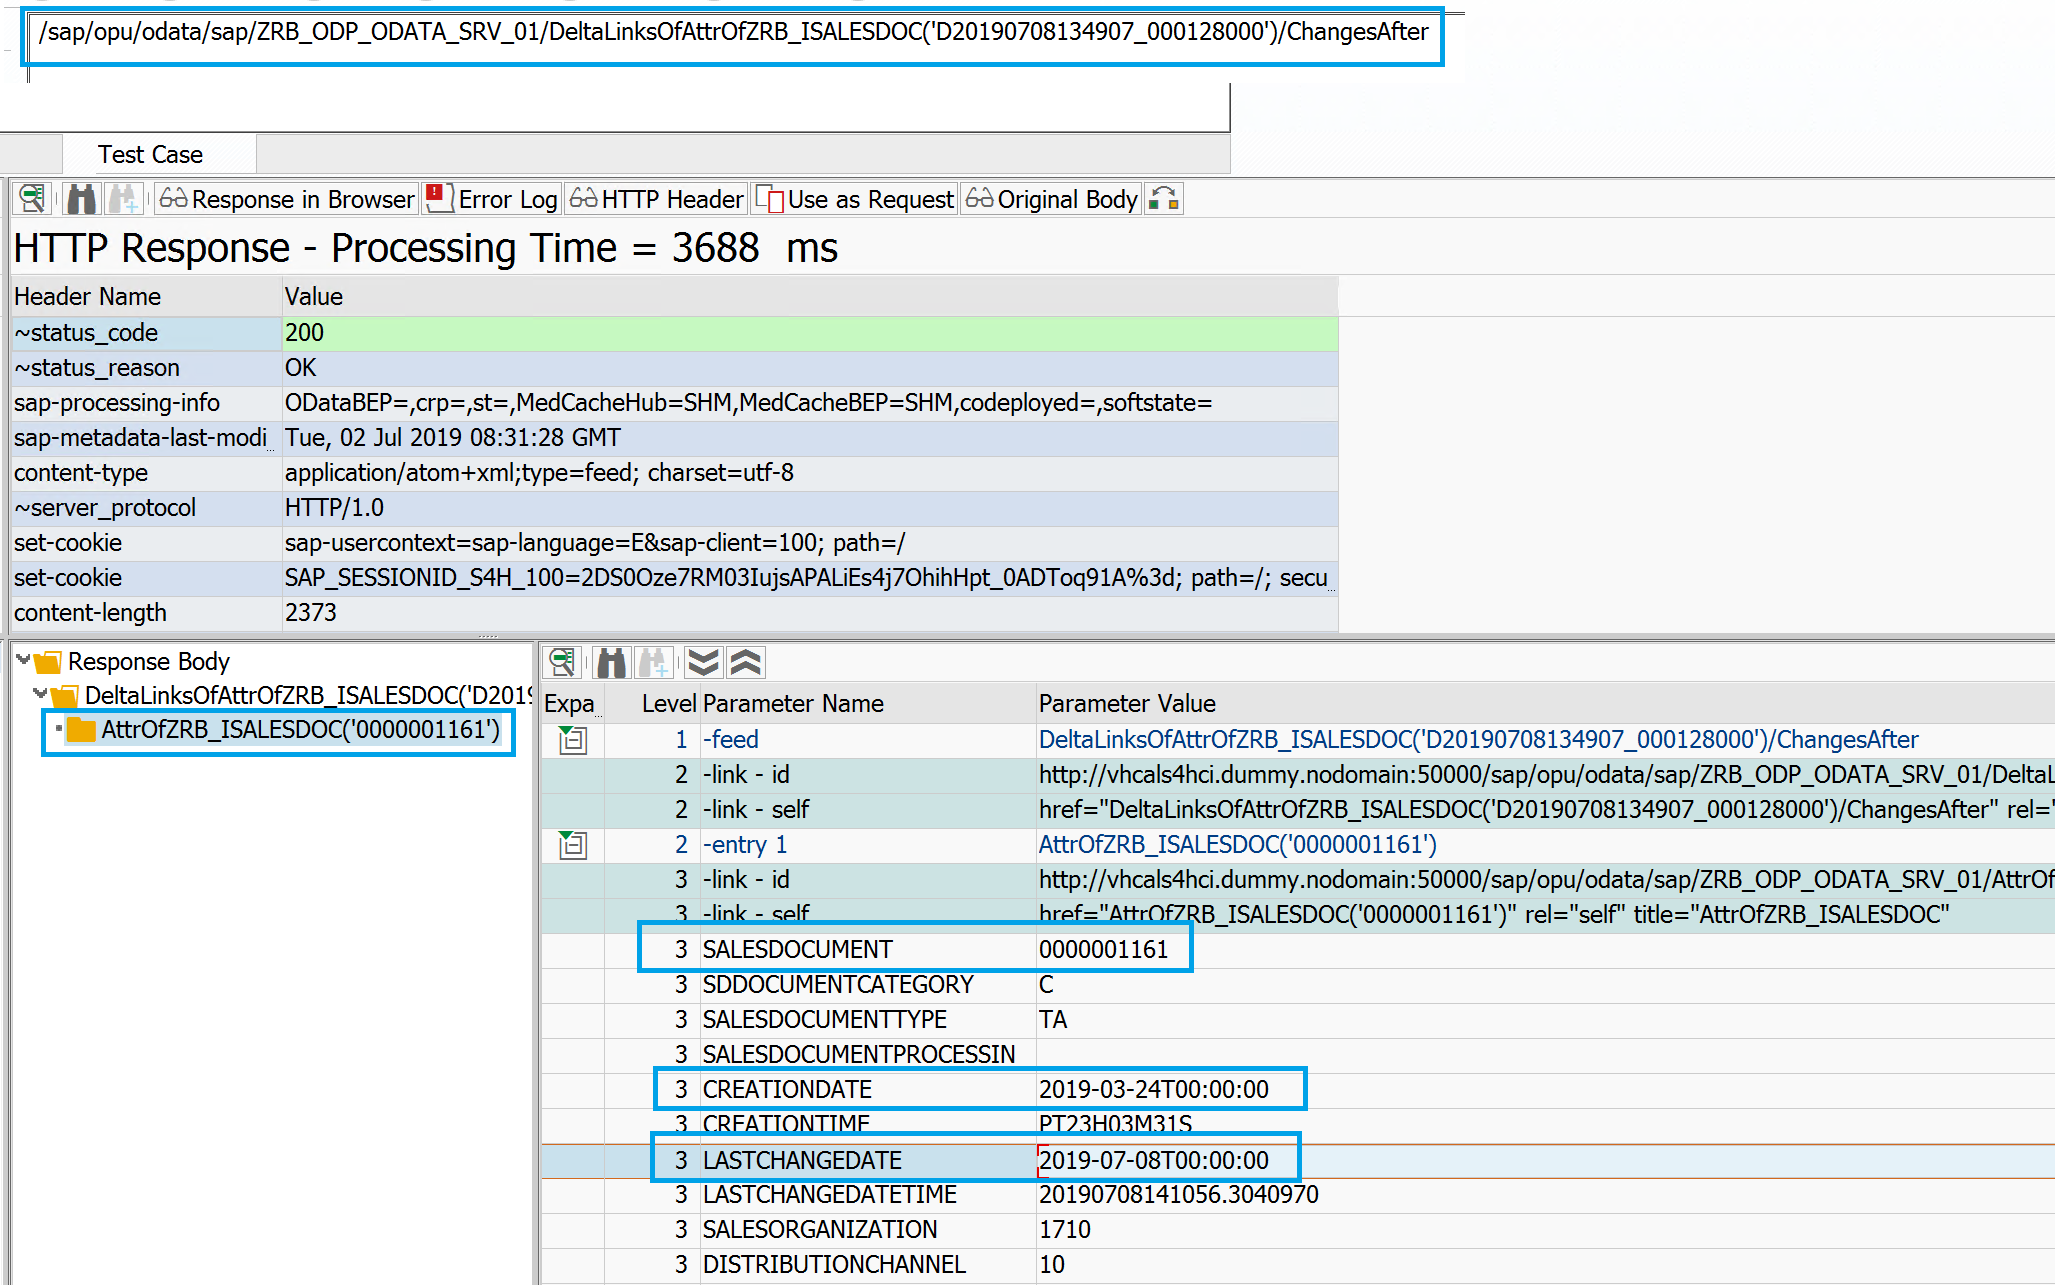 /sap/opu/odata/sap/ZRB_ODP_ODATA_SRV_01/DeltaLinksOfAttrOfZRB_ISALESDOC('D20190708134907_000128000')/ChangesAfter
Test Case
Response in Browser Error Log HTTP Header Use as Request Original Body
HTTP Response - Processing Time = 3688 ms
Header Name Value
~status_code 200
~status_reason OK
sap-processing-info ODataBEP=,crp=,st=,MedCacheHub=SHM,MedCacheBEP=SHM,codeployed=,softstate=
sap-metadata-last-modi Tue, 02 Jul 2019 08:31:28 GMT
content-type application/atom+xml;type=feed; charset=utf-8
~server_protocol HTTP/1.0
set-cookie sap-usercontext=sap-language=E&sap-client=100; path=/
set-cookie SAP_SESSIONID_S4H_100=2DS0Oze7RM03IujsAPALiEs4j7OhihHpt_0ADToq91A%3d; path=/; secu
content-length 2373
Response Body
DeltaLinksOfAttrOfZRB_ISALESDOC('D2019
AttrOfZRB_ISALESDOC('0000001161')
Expa Level Parameter Name Parameter Value
1 -feed DeltaLinksOfAttrOfZRB_ISALESDOC('D20190708134907_000128000')/ChangesAfter
2 -link - id http://vhcals4hci.dummy.nodomain:50000/sap/opu/odata/sap/ZRB_ODP_ODATA_SRV_01/DeltaL
2 -link - self href="DeltaLinksOfAttrOfZRB_ISALESDOC('D20190708134907_000128000')/ChangesAfter" rel="
2 -entry 1 AttrOfZRB_ISALESDOC('0000001161')
3 -link - id http://vhcals4hci.dummy.nodomain:50000/sap/opu/odata/sap/ZRB_ODP_ODATA_SRV_01/AttrOf
3 -link - self href="AttrOfZRB_ISALESDOC('0000001161')" rel="self" title="AttrOfZRB_ISALESDOC"
3 SALESDOCUMENT 0000001161
3 SDDOCUMENTCATEGORY C
3 SALESDOCUMENTTYPE TA
3 SALESDOCUMENTPROCESSIN
3 CREATIONDATE 2019-03-24T00:00:00
3 CREATIONTIME PT23H03M31S
3 LASTCHANGEDATE 2019-07-08T00:00:00
3 LASTCHANGEDATETIME 20190708141056.3040970
3 SALESORGANIZATION 1710
3 DISTRIBUTIONCHANNEL 10